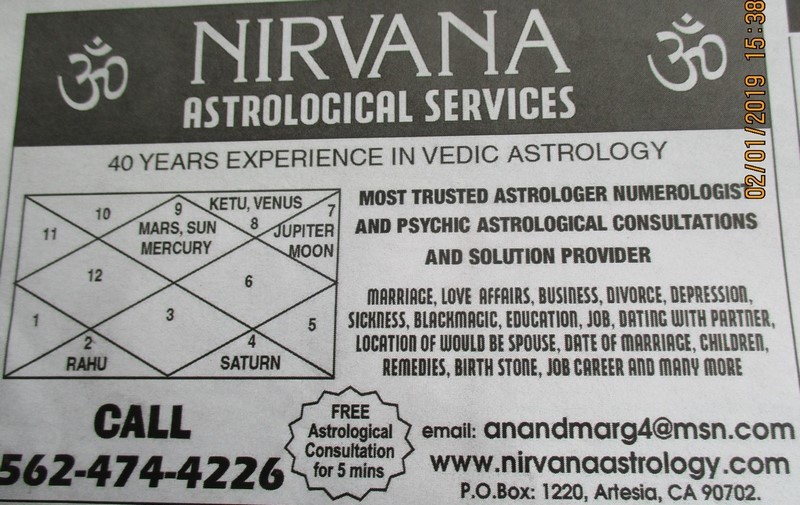 ॐ NIRVANA ॐ
ASTROLOGICAL SERVICES
40 YEARS EXPERIENCE IN VEDIC ASTROLOGY
11
10
9
MARS, SUN
MERCURY
KETU, VENUS
8
7
JUPITER
MOON
12
6
1
3
5
2
RAHU
4
SATURN
MOST TRUSTED ASTROLOGER NUMEROLOGIST
AND PSYCHIC ASTROLOGICAL CONSULTATIONS
AND SOLUTION PROVIDER
MARRIAGE, LOVE AFFAIRS, BUSINESS, DIVORCE, DEPRESSION,
SICKNESS, BLACKMAGIC, EDUCATION, JOB, DATING WITH PARTNER,
LOCATION OF WOULD BE SPOUSE, DATE OF MARRIAGE, CHILDREN,
REMEDIES, BIRTH STONE, JOB CAREER AND MANY MORE
CALL
562-474-4226
FREE
Astrological
Consultation
for 5 mins
email: anandmarg4@msn.com
www.nirvanaastrology.com
P.O.Box: 1220, Artesia, CA 90702.
02/01/2019 15:38